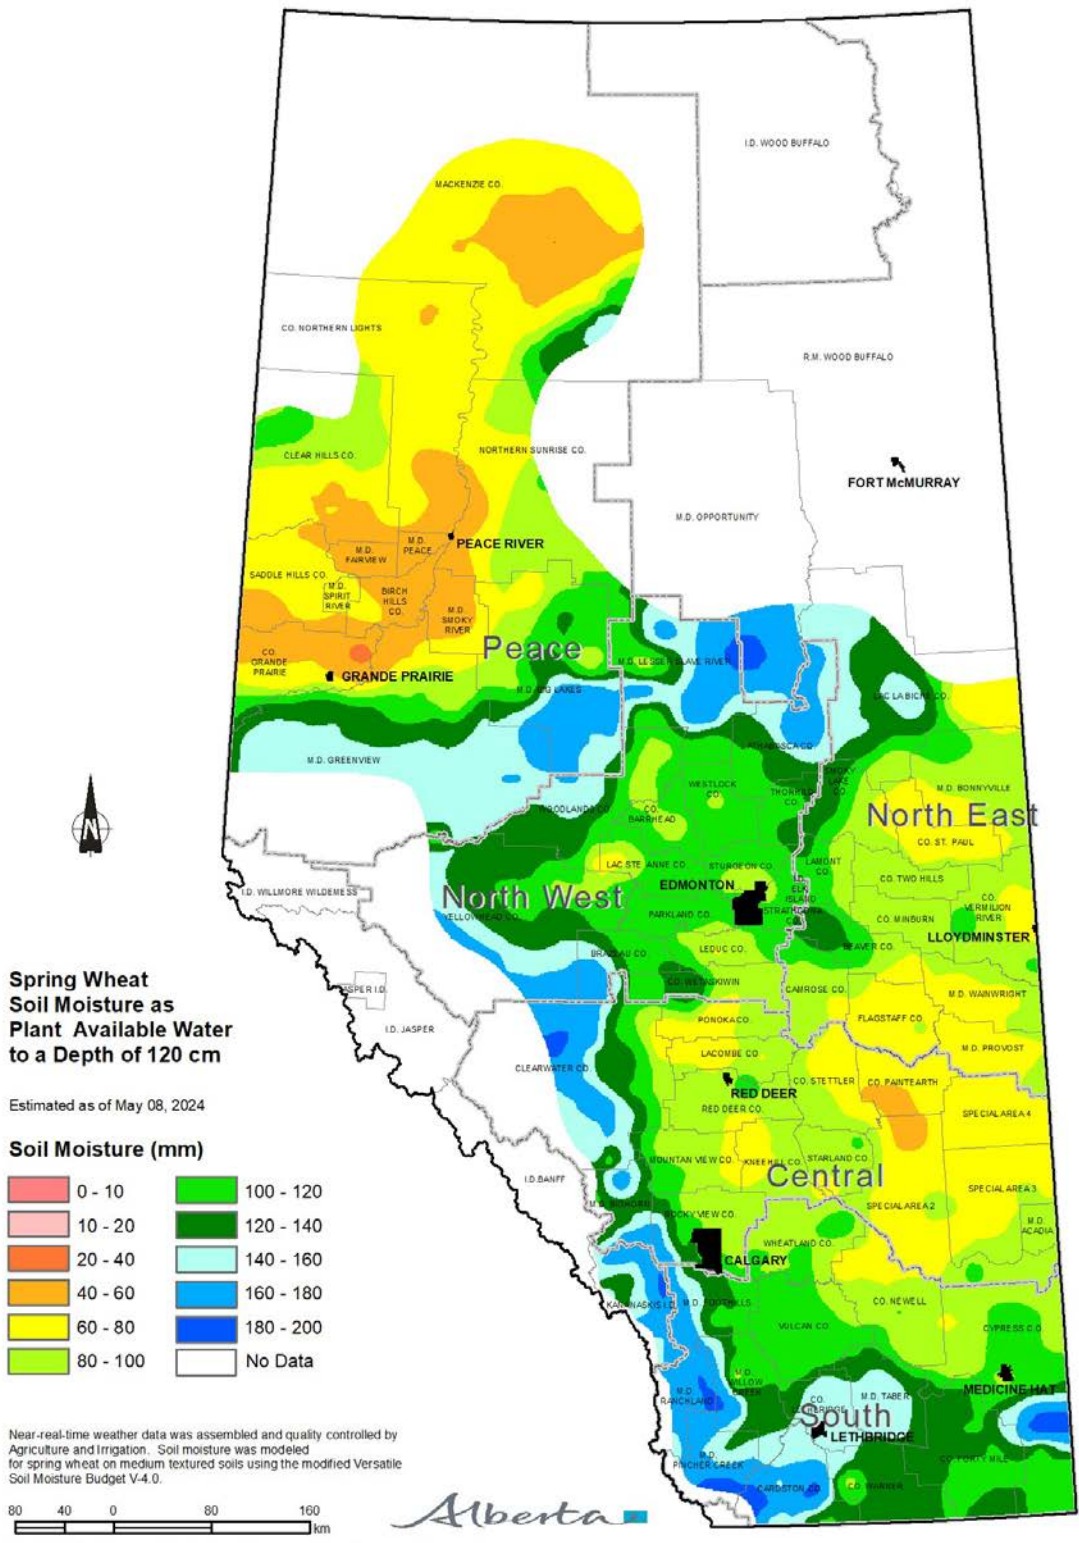 I.D. WOOD BUFFALO
MACKENZIE CO.
CO. NORTHERN LIGHTS
R.M. WOOD BUFFALO
CLEAR HILLS CO.
NORTHERN SUNRISE CO.
FORT McMURRAY
M.D. OPPORTUNITY
M.D.
FAIRVIEW
M.D.
PEACE
PEACE RIVER
SADDLE HILLS CO.
M.D.
SPIRIT
RIVER
BIRCH
HILLS
CO.
M.D.
SMOKY
RIVER
Peace
CO.
GRANDE
PRAIRIE
GRANDE PRAIRIE
M.D. LESSER SLAVE RIVER
M.D. BIG LAKES
LAC LA BICHE CO.
M.D. GREENVIEW
ATHABASCA CO.
WOODLANDS CO.
CO.
BARRHEAD
WESTLOCK
CO.
THORHILD
CO.
SMOKY
LAKE
CO.
M.D. BONNYVILLE
North East
CO. ST. PAUL
I.D. WILLMORE WILDERNESS
LAC STE. ANNE CO.
STURGEON CO.
LAMONT
CO.
CO. TWO HILLS
North West
EDMONTON
I.D.
ELK
ISLAND
STRATHCONA
CO.
CO.
VERMILION
RIVER
YELLOWHEAD CO.
PARKLAND CO.
CO. MINBURN
LLOYDMINSTER
BRAZEAU CO.
LEDUC CO.
BEAVER CO.
Spring Wheat
Soil Moisture as
Plant Available Water
to a Depth of 120 cm
N
JASPER I.D.
I.D. JASPER
CO. WETASKIWIN
CAMROSE CO.
M.D. WAINWRIGHT
PONOKA CO.
FLAGSTAFF CO.
LACOMBE CO.
M.D. PROVOST
CLEARWATER CO.
RED DEER
CO. STETTLER
CO. PAINTEARTH
RED DEER CO.
SPECIAL AREA 4
Estimated as of May 08, 2024
MOUNTAIN VIEW CO.
KNEEHILL CO.
STARLAND CO.
Central
I.D. BANFF
SPECIAL AREA 3
M.D. BIGHORN
ROCKY VIEW CO.
SPECIAL AREA 2
M.D.
ACADIA
WHEATLAND CO.
CALGARY
Soil Moisture (mm)
0 - 10
10 - 20
20 - 40
40 - 60
60 - 80
80 - 100
100 - 120
120 - 140
140 - 160
160 - 180
180 - 200
No Data
KANANASKIS I.D.
M.D. FOOTHILLS
CO. NEWELL
VULCAN CO.
CYPRESS CO.
M.D.
WILLOW
CREEK
MEDICINE HAT
M.D.
RANCHLAND
CO.
LETHBRIDGE
M.D. TABER
South
LETHBRIDGE
M.D.
PINCHER CREEK
CO. FORTY MILE
CARDSTON CO.
CO. WARNER
Near-real-time weather data was assembled and quality controlled by
Agriculture and Irrigation. Soil moisture was modeled
for spring wheat on medium textured soils using the modified Versatile
Soil Moisture Budget V-4.0.
80 40 0 80 160
km
Alberta